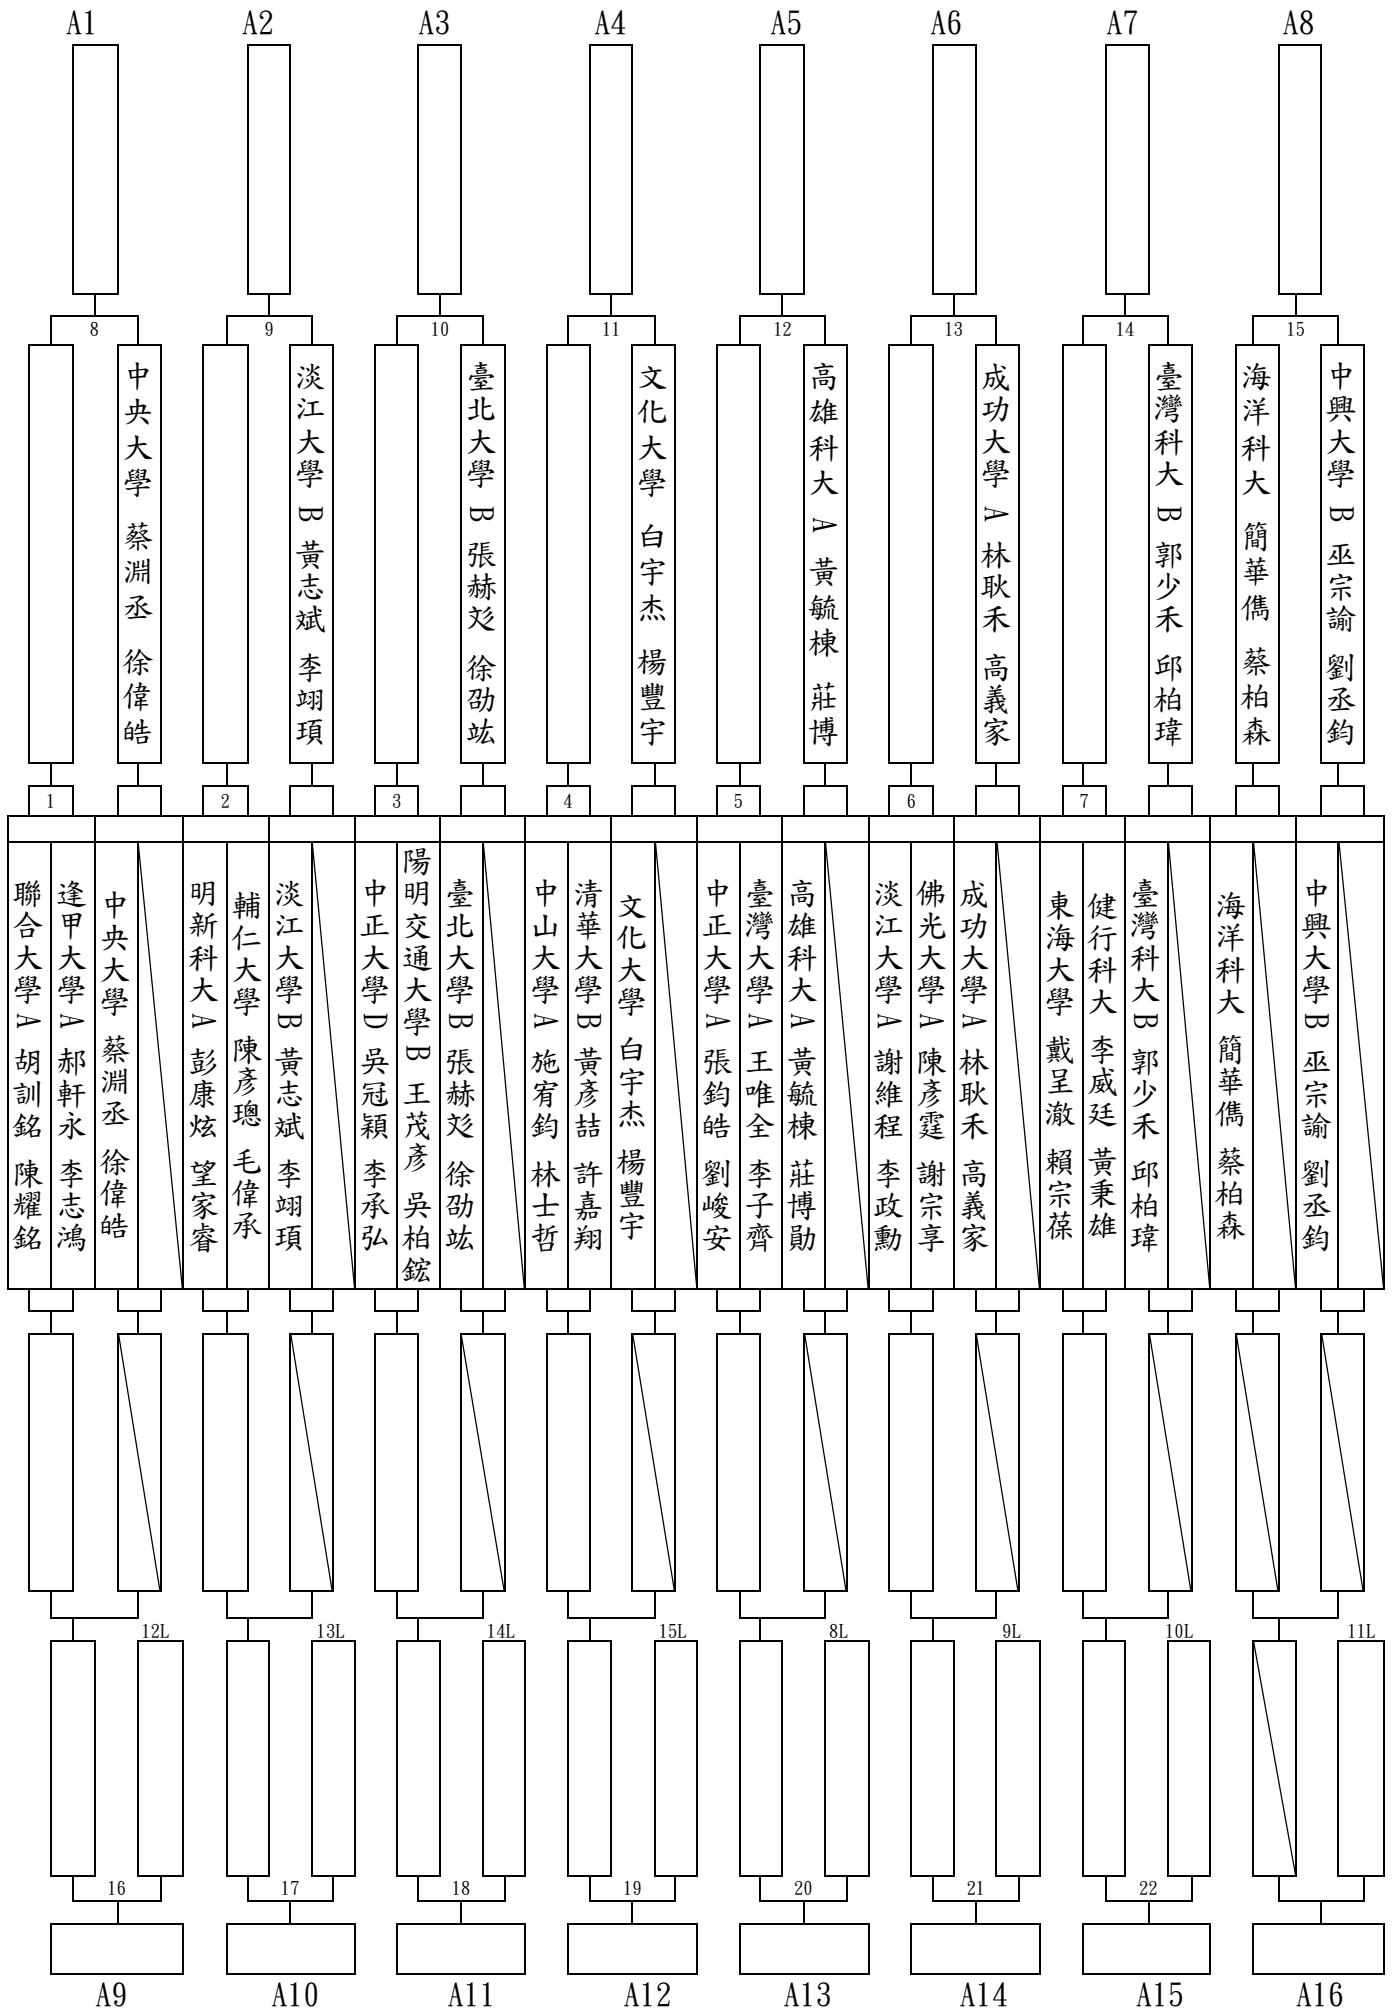 A1 A2 A3 A4 A5 A6 A7 A8
8 9 10 11 12 13 14 15
中央大學 蔡淵丞 徐偉皓
淡江大學 B 黃志斌 李翊頊
臺北大學 B 張赫彣 徐劭竑
文化大學 白宇杰 楊豐宇
高雄科大 A 黃毓棟 莊博
成功大學 A 林耿禾 高義家
臺灣科大 B 郭少禾 邱柏瑋
海洋科大 簡華儁 蔡柏森
中興大學 B 巫宗諭 劉丞鈞
1 2 3 4 5 6 7
聯合大學A 胡訓銘 陳耀銘
逢甲大學A 郝軒永 李志鴻
中央大學 蔡淵丞 徐偉皓
明新科大A 彭康炫 望家睿
輔仁大學 陳彥璁 毛偉承
淡江大學B 黃志斌 李翊頊
中正大學D 吳冠穎 李承弘
陽明交通大學B 王茂彥 吳柏鋐
臺北大學B 張赫彣 徐劭竑
中山大學A 施宥鈞 林士哲
清華大學B 黃彥喆 許嘉翔
文化大學 白宇杰 楊豐宇
中正大學A 張鈞皓 劉峻安
臺灣大學A 王唯全 李子齊
高雄科大A 黃毓棟 莊博勛
淡江大學A 謝維程 李政勳
佛光大學A 陳彥霆 謝宗享
成功大學A 林耿禾 高義家
東海大學 戴呈澈 賴宗葆
健行科大 李威廷 黃秉雄
臺灣科大B 郭少禾 邱柏瑋
海洋科大 簡華儁 蔡柏森
中興大學B 巫宗諭 劉丞鈞
12L 13L 14L 15L 8L 9L 10L 11L
16 17 18 19 20 21 22
A9 A10 A11 A12 A13 A14 A15 A16